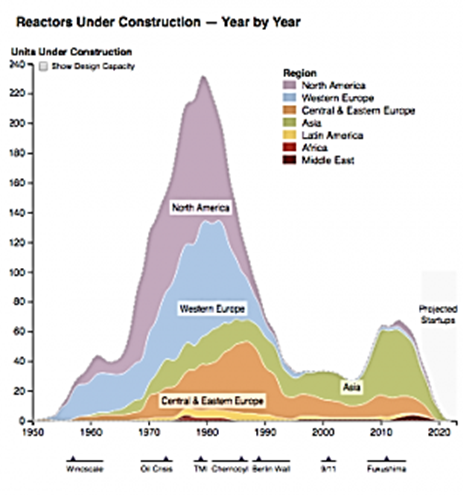 Reactors Under Construction — Year by Year
Units Under Construction
240
Show Design Capacity
220
200
180
160
140
120
100
80
60
40
20
0
Region
North America
Western Europe
Central & Eastern Europe
Asia
Latin America
Africa
Middle East
North America
Western Europe
Central & Eastern Europe
Asia
Projected
Startups
1950 1960 1970 1980 1990 2000 2010 2020
Windscale Oil Crisis TMI Chernobyl Berlin Wall 9/11 Fukushima